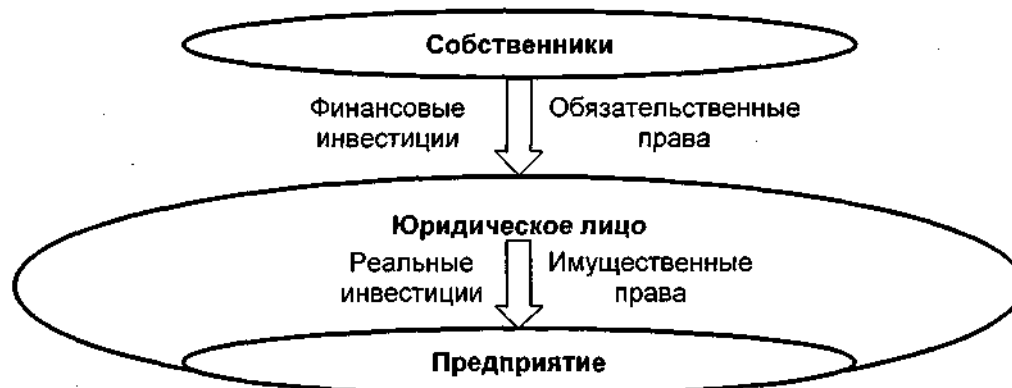 Собственники
Финансовые
инвестиции
Обязательственные
права
Юридическое лицо
Реальные
инвестиции
Имущественные
права
Предприятие